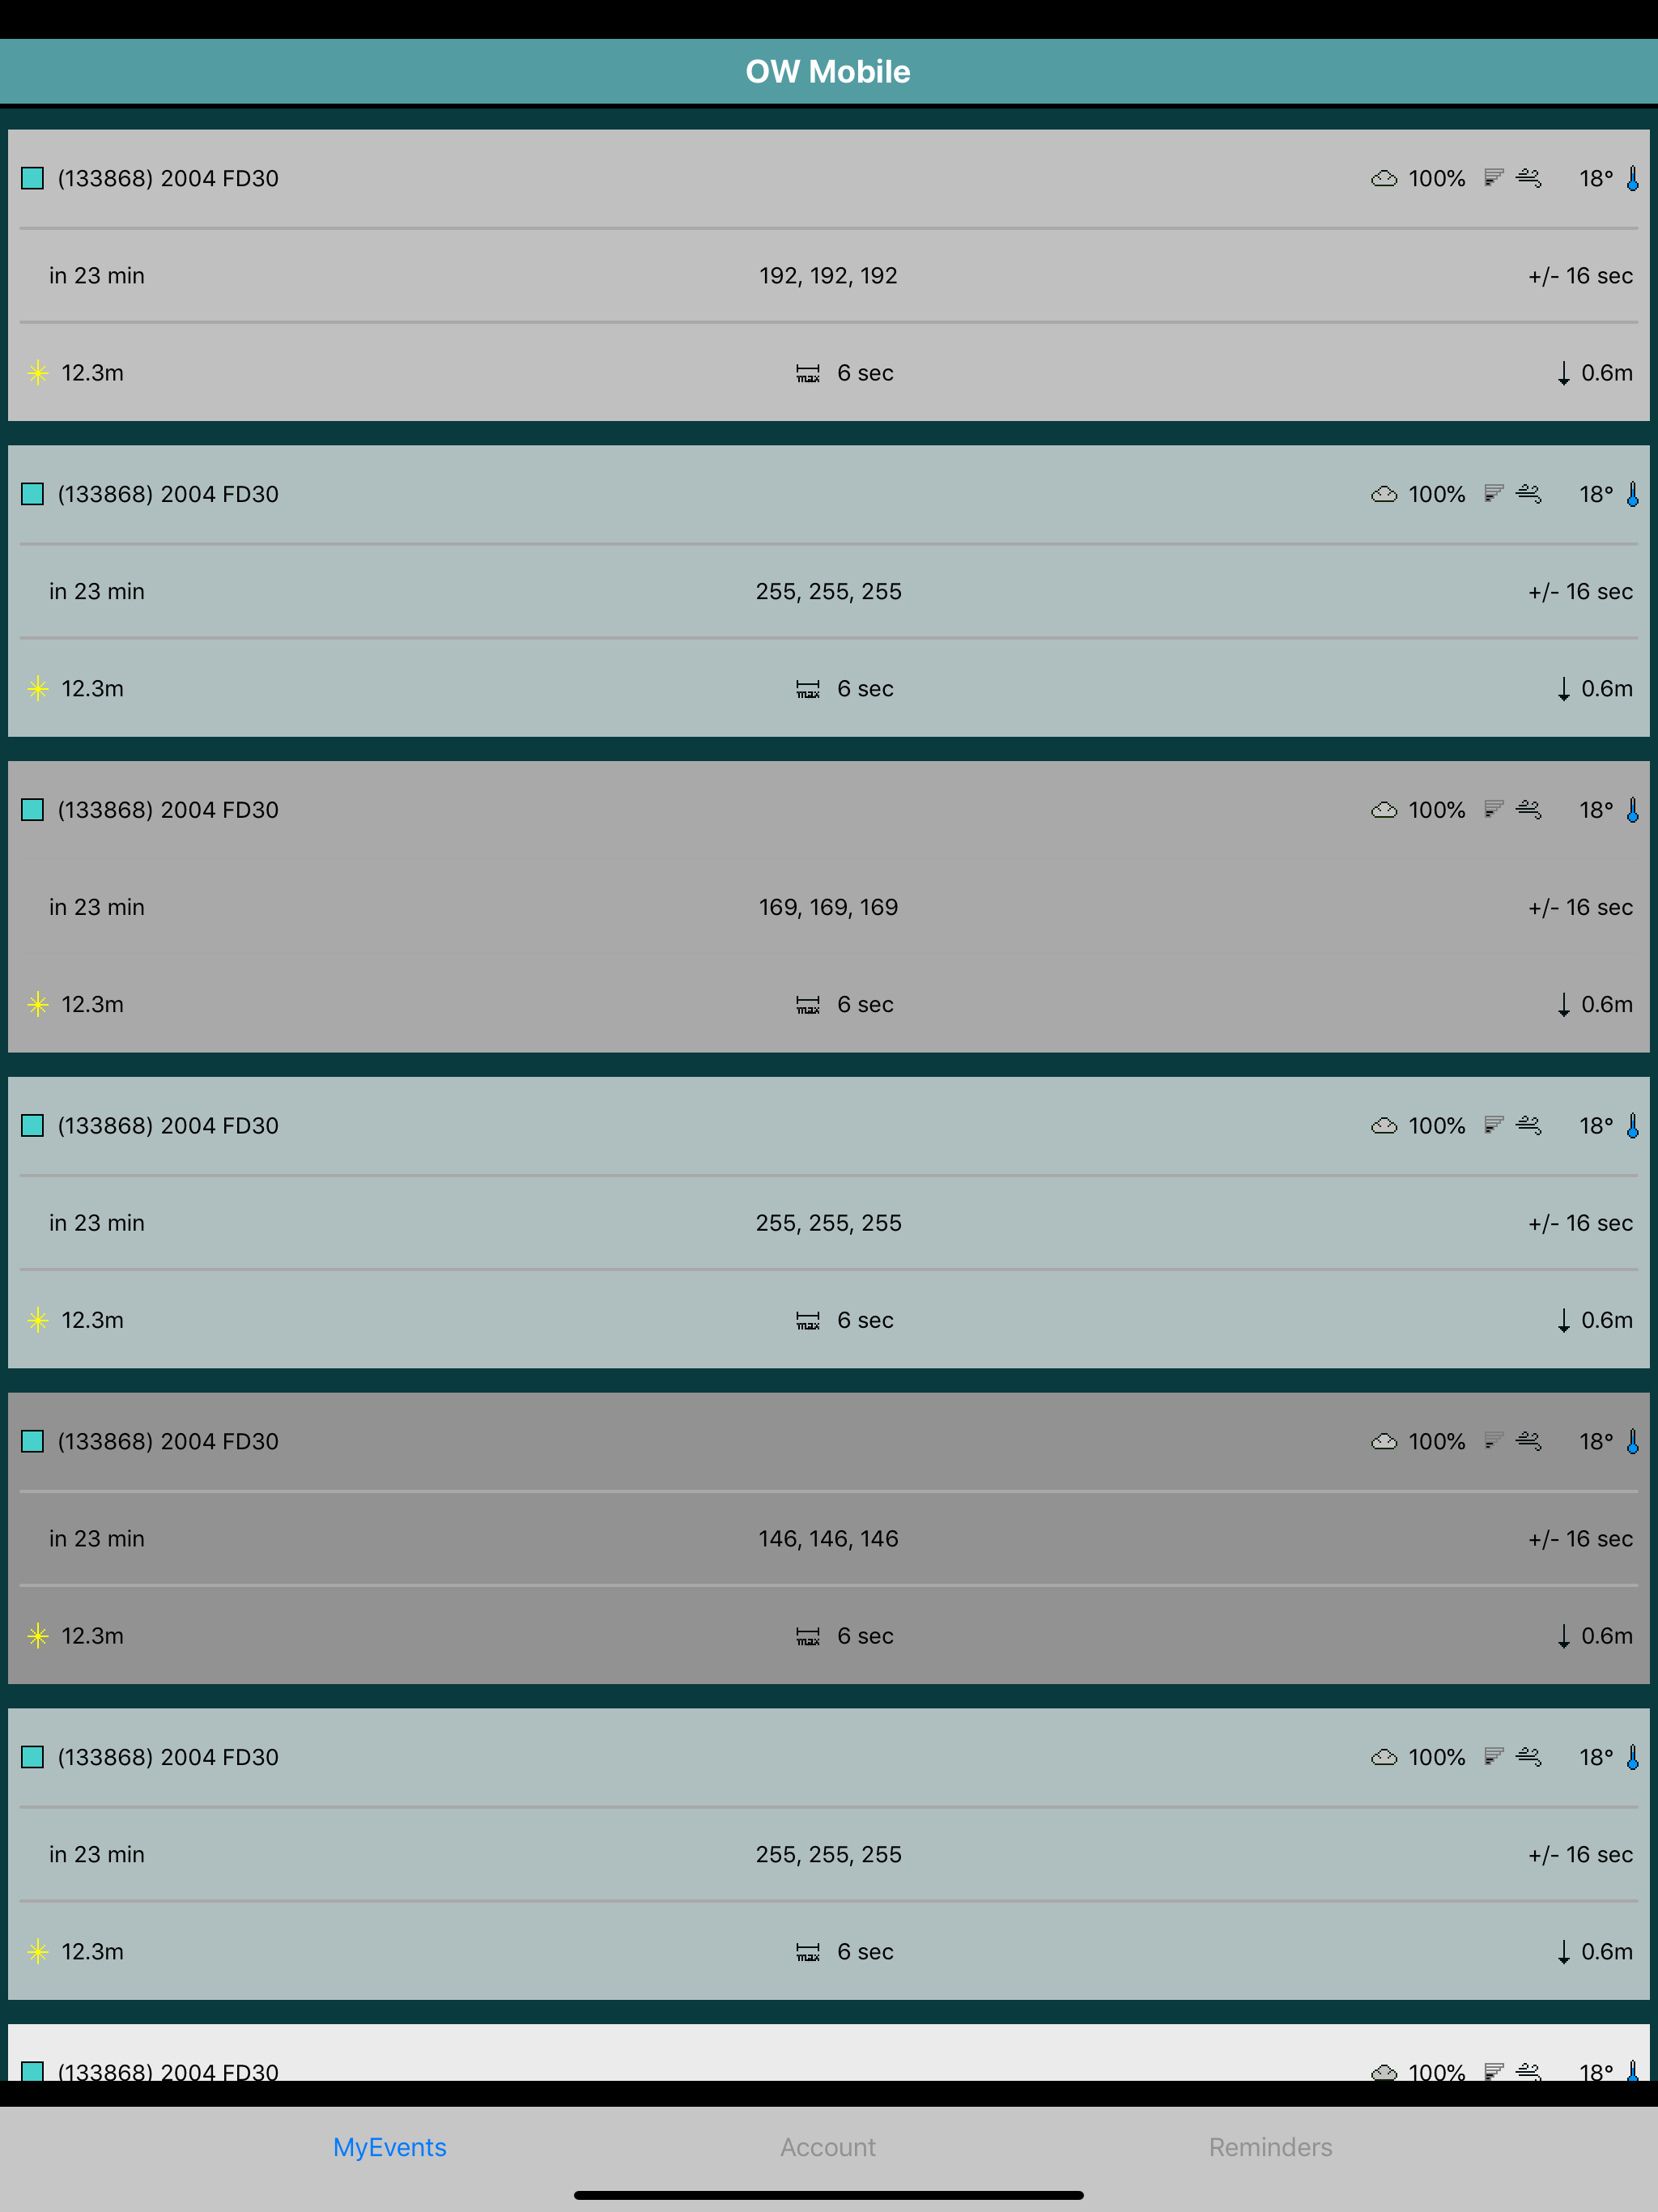 OW Mobile
(133868) 2004 FD30 100% 18°
in 23 min 192, 192, 192 +/- 16 sec
12.3m max 6 sec 0.6m
(133868) 2004 FD30 100% 18°
in 23 min 255, 255, 255 +/- 16 sec
12.3m max 6 sec 0.6m
(133868) 2004 FD30 100% 18°
in 23 min 169, 169, 169 +/- 16 sec
12.3m max 6 sec 0.6m
(133868) 2004 FD30 100% 18°
in 23 min 255, 255, 255 +/- 16 sec
12.3m max 6 sec 0.6m
(133868) 2004 FD30 100% 18°
in 23 min 146, 146, 146 +/- 16 sec
12.3m max 6 sec 0.6m
(133868) 2004 FD30 100% 18°
in 23 min 255, 255, 255 +/- 16 sec
12.3m max 6 sec 0.6m
(133868) 2004 FD30 100% 18°
MyEvents Account Reminders